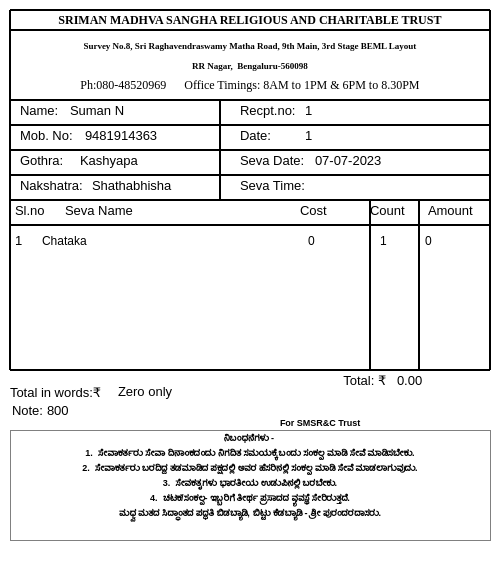 SRIMAN MADHVA SANGHA RELIGIOUS AND CHARITABLE TRUST
Survey No.8, Sri Raghavendraswamy Matha Road, 9th Main, 3rd Stage BEML Layout
RR Nagar, Bengaluru-560098
Ph:080-48520969 Office Timings: 8AM to 1PM & 6PM to 8.30PM
Name: Suman N Recpt.no: 1
Mob. No: 9481914363 Date: 1
Gothra: Kashyapa Seva Date: 07-07-2023
Nakshatra: Shathabhisha Seva Time:
Sl.no Seva Name Cost Count Amount
1 Chataka 0 1 0
Total: ₹ 0.00
Total in words:₹ Zero only
Note: 800
For SMSR&C Trust
ನಿಬಂಧನೆಗಳು -
1. ಸೇವಾಕರ್ತರು ಸೇವಾ ದಿನಾಂಕದಂದು ನಿಗದಿತ ಸಮಯಕ್ಕೆ ಬಂದು ಸಂಕಲ್ಪ ಮಾಡಿ ಸೇವೆ ಮಾಡಿಸಬೇಕು.
2. ಸೇವಾಕರ್ತರು ಬರದಿದ್ದ ತಡಮಾಡಿದ ಪಕ್ಷದಲ್ಲಿ ಅವರ ಹೆಸರಿನಲ್ಲಿ ಸಂಕಲ್ಪ ಮಾಡಿ ಸೇವೆ ಮಾಡಲಾಗುವುದು.
3. ಸೇವಕತೃಗಳು ಭಾರತೀಯ ಉಡುಪಿನಲ್ಲಿ ಬರಬೇಕು.
4. ಚಟಕೆಸಂಕಲ್ಪ- ಇಬ್ಬರಿಗೆ ತೀರ್ಥ ಪ್ರಸಾದದ ವ್ಯವಸ್ಥೆ ಸೇರಿರುತ್ತದೆ.
ಮಧ್ವ ಮತದ ಸಿದ್ಧಾಂತದ ಪದ್ಧತಿ ಬಿಡಬ್ಯಾಡಿ, ಬಿಟ್ಟು ಕೆಡಬ್ಯಾಡಿ - ಶ್ರೀ ಪುರಂದರದಾಸರು.